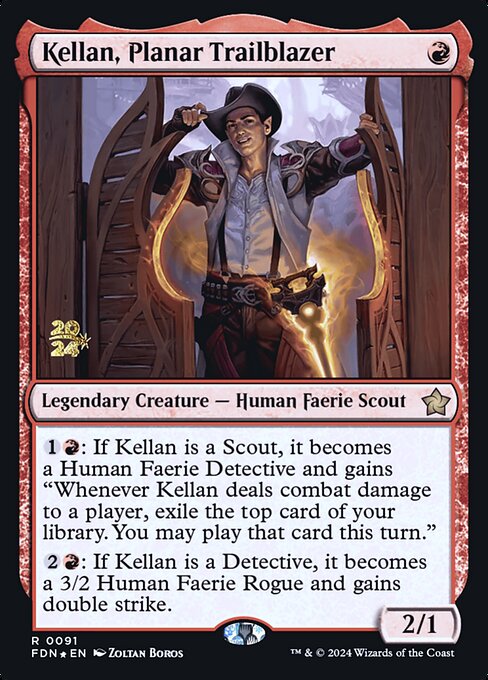 Kellan, Planar Trailblazer
20
24
Legendary Creature — Human Faerie Scout
1 R: If Kellan is a Scout, it becomes
a Human Faerie Detective and gains
“Whenever Kellan deals combat damage
to a player, exile the top card of your
library. You may play that card this turn.”
2 R: If Kellan is a Detective, it becomes
a 3/2 Human Faerie Rogue and gains
double strike.
2/1
R 0091
FDN★EN ZOLTAN BOROS
™ & © 2024 Wizards of the Coast